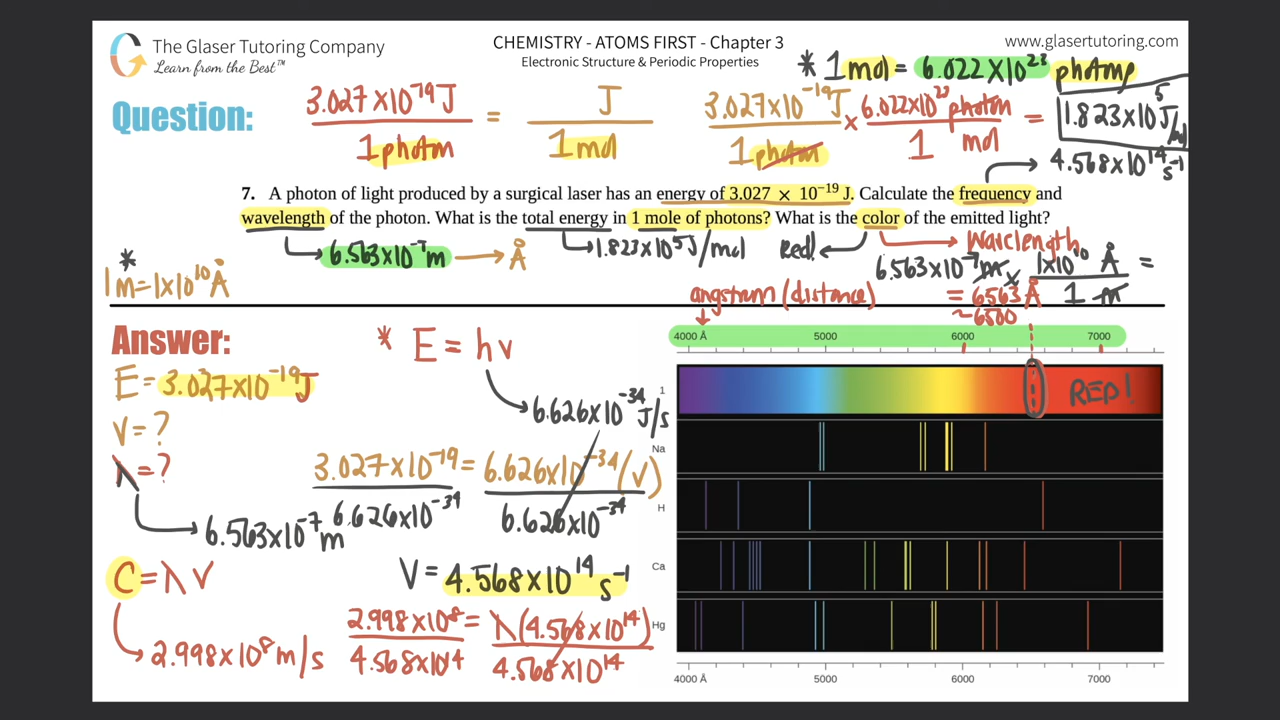 The Glaser Tutoring Company
Learn from the Best™
CHEMISTRY - ATOMS FIRST - Chapter 3
Electronic Structure & Periodic Properties
www.glasertutoring.com
* 1 mol = 6.022 x 10^23 photons
Question:
3.027 x 10^-19 J / 1 photon = J / 1 mol
3.027 x 10^-19 J / 1 photon x 6.022 x 10^23 photon / 1 mol = 1.823 x 10^5 J/mol
4.568 x 10^14 s^-1
7. A photon of light produced by a surgical laser has an energy of 3.027 × 10^−19 J. Calculate the frequency and
wavelength of the photon. What is the total energy in 1 mole of photons? What is the color of the emitted light?
6.563 x 10^-7 m → Å
1.823 x 10^5 J/mol
Red!
wavelength
* 1 m = 1 x 10^10 Å
6.563 x 10^-7 m x 1 x 10^10 Å / 1 m =
angstrum (distance)
= 6563 Å
~6500
Answer:
* E = hv
E = 3.027 x 10^-19 J
6.626 x 10^-34 J/s
v = ?
λ = ?
3.027 x 10^-19 / 6.626 x 10^-34 = 6.626 x 10^-34 (v) / 6.626 x 10^-34
6.563 x 10^-7 m
C = λ v
V = 4.568 x 10^14 s^-1
2.998 x 10^8 m/s
2.998 x 10^8 / 4.568 x 10^14 = λ (4.568 x 10^14) / 4.568 x 10^14
4000 Å 5000 6000 7000
1
RED!
Na
H
Ca
Hg
4000 Å 5000 6000 7000